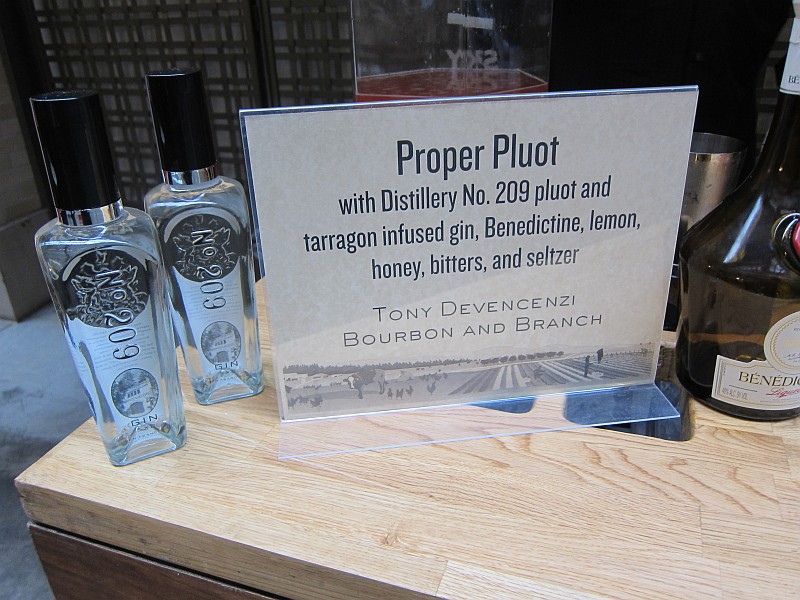 Proper Pluot
with Distillery No. 209 pluot and
tarragon infused gin, Benedictine, lemon,
honey, bitters, and seltzer
Tony Devencenzi
Bourbon and Branch
No 209
GIN
No 209
GIN
SKY
BÉNÉDIC